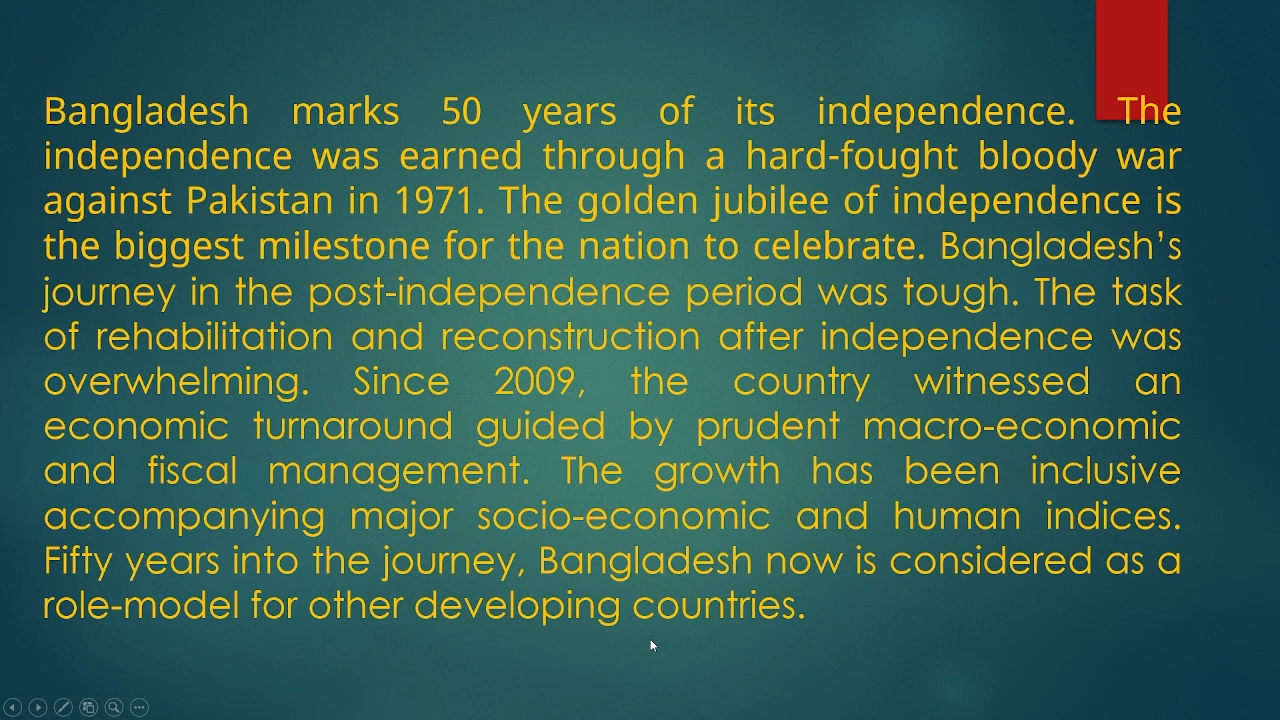 Bangladesh marks 50 years of its independence. The
independence was earned through a hard-fought bloody war
against Pakistan in 1971. The golden jubilee of independence is
the biggest milestone for the nation to celebrate. Bangladesh's
journey in the post-independence period was tough. The task
of rehabilitation and reconstruction after independence was
overwhelming. Since 2009, the country witnessed an
economic turnaround guided by prudent macro-economic
and fiscal management. The growth has been inclusive
accompanying major socio-economic and human indices.
Fifty years into the journey, Bangladesh now is considered as a
role-model for other developing countries.